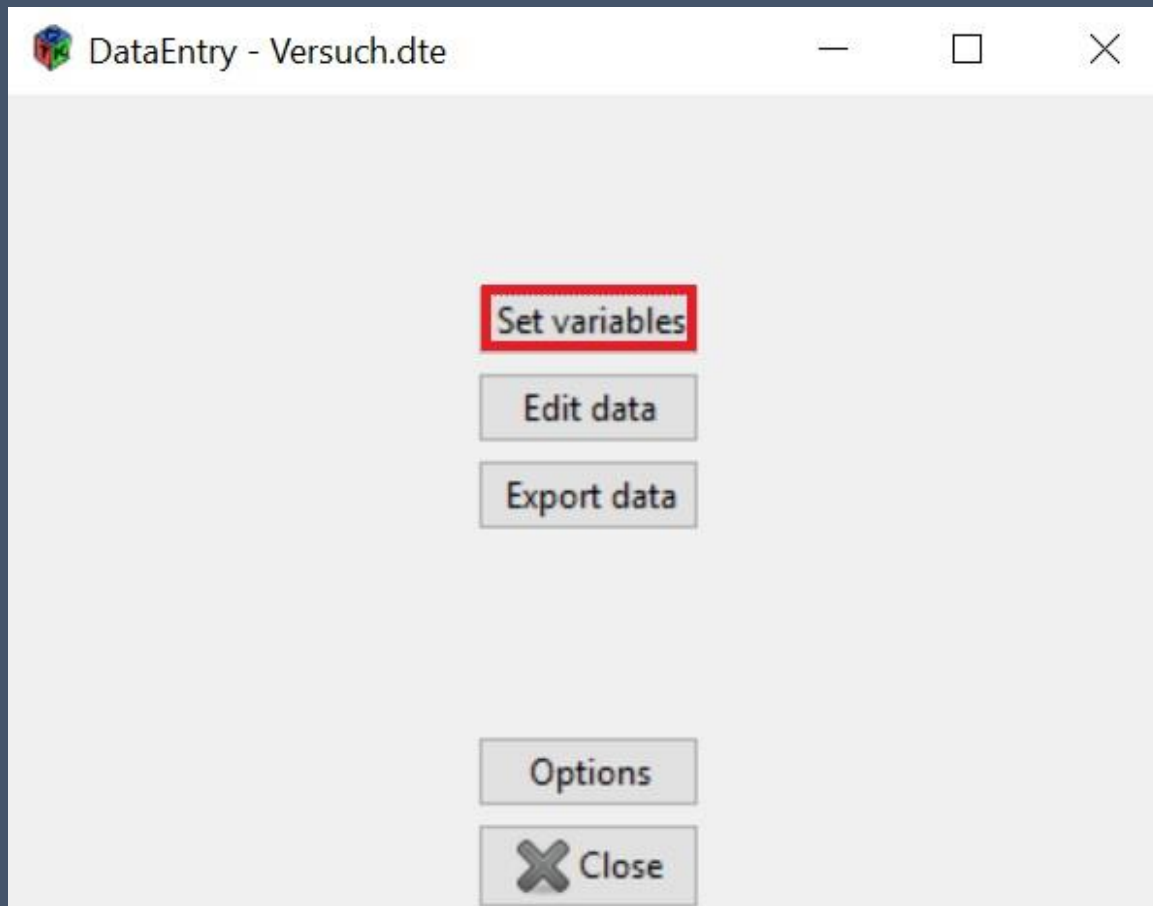 DataEntry - Versuch.dte
Set variables
Edit data
Export data
Options
Close